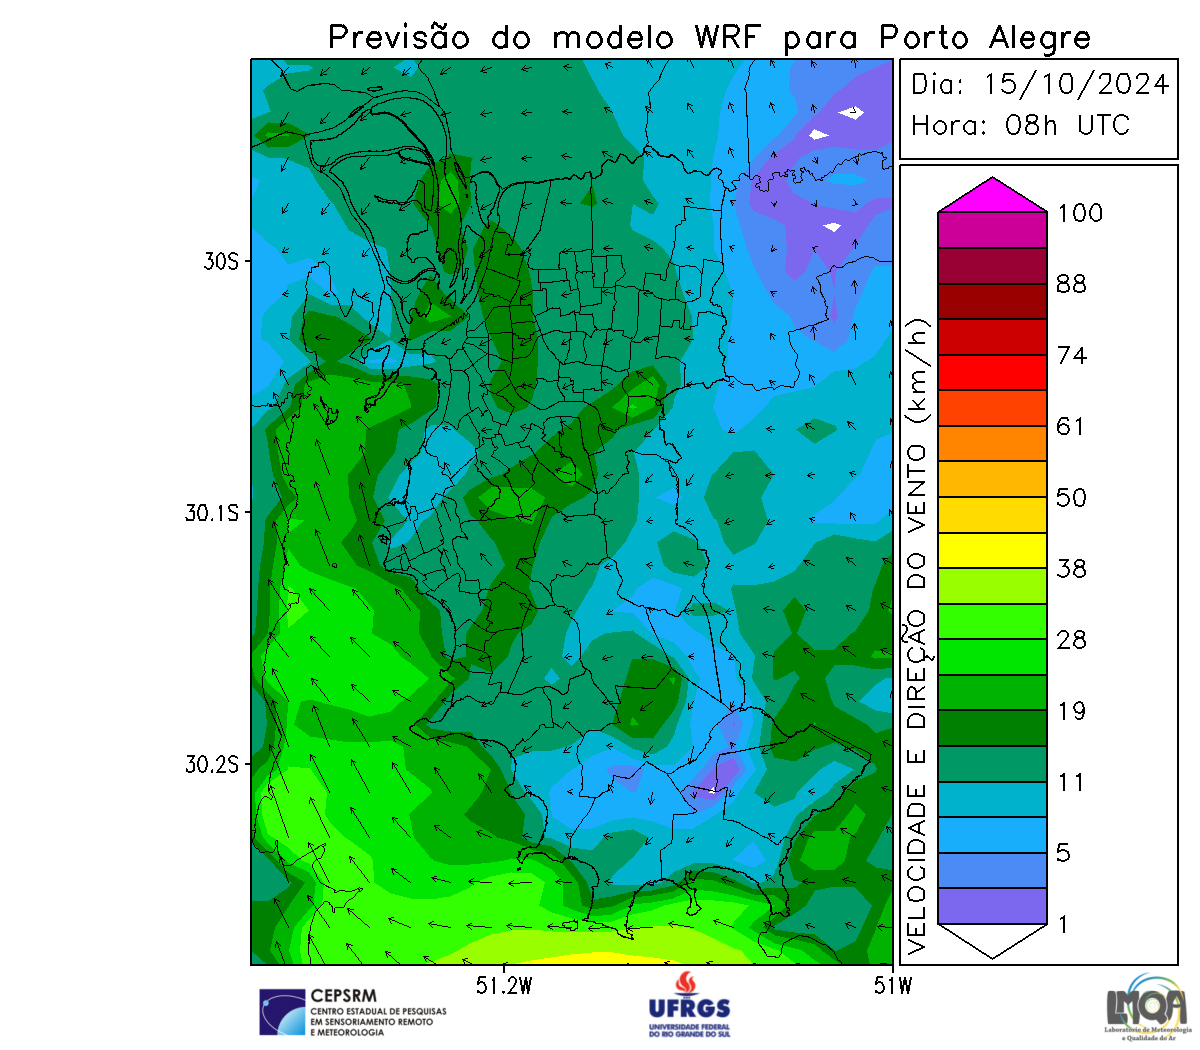 Previsão do modelo WRF para Porto Alegre
Dia: 15/10/2024
Hora: 08h UTC
100
88
74
61
50
38
28
19
11
5
1
VELOCIDADE E DIREÇÃO DO VENTO (km/h)
30S
30.1S
30.2S
51.2W
51W
CEPSRM
CENTRO ESTADUAL DE PESQUISAS
EM SENSORIAMENTO REMOTO
E METEOROLOGIA
UFRGS
UNIVERSIDADE FEDERAL
DO RIO GRANDE DO SUL
LMQA
Laboratório de Meteorologia
e Qualidade do Ar